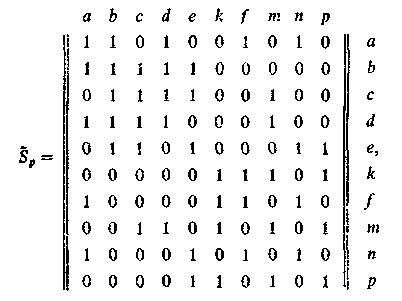 a b c d e k f m n p
1 1 0 1 0 0 1 0 1 0 a
1 1 1 1 1 0 0 0 0 0 b
0 1 1 1 1 0 0 1 0 0 c
1 1 1 1 0 0 0 1 0 0 d
S̃ₚ = 0 1 1 0 1 0 0 0 1 1 e,
0 0 0 0 0 1 1 1 0 1 k
1 0 0 0 0 1 1 0 1 0 f
0 0 1 1 0 1 0 1 0 1 m
1 0 0 0 1 0 1 0 1 0 n
0 0 0 0 1 1 0 1 0 1 p